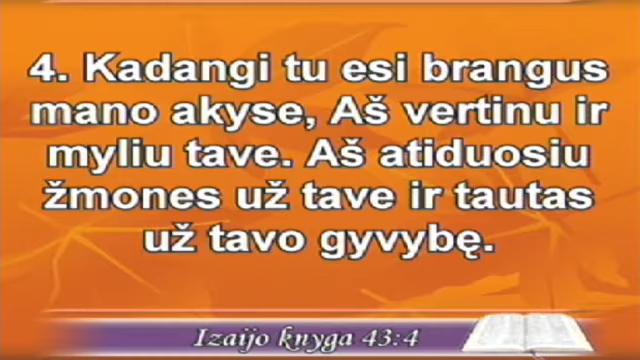 4. Kadangi tu esi brangus
mano akyse, Aš vertinu ir
myliu tave. Aš atiduosiu
žmones už tave ir tautas
už tavo gyvybę.
Izaijo knyga 43:4